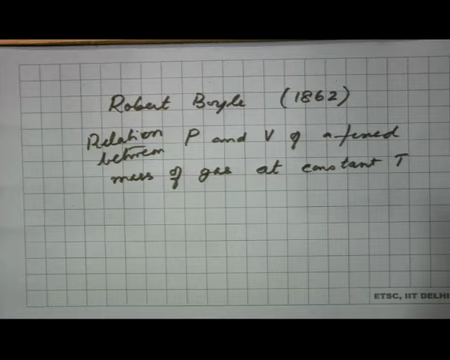 Robert Boyle (1862)
Relation P and V of a fixed
between
mass of gas at constant T
ETSC, IIT DELHI